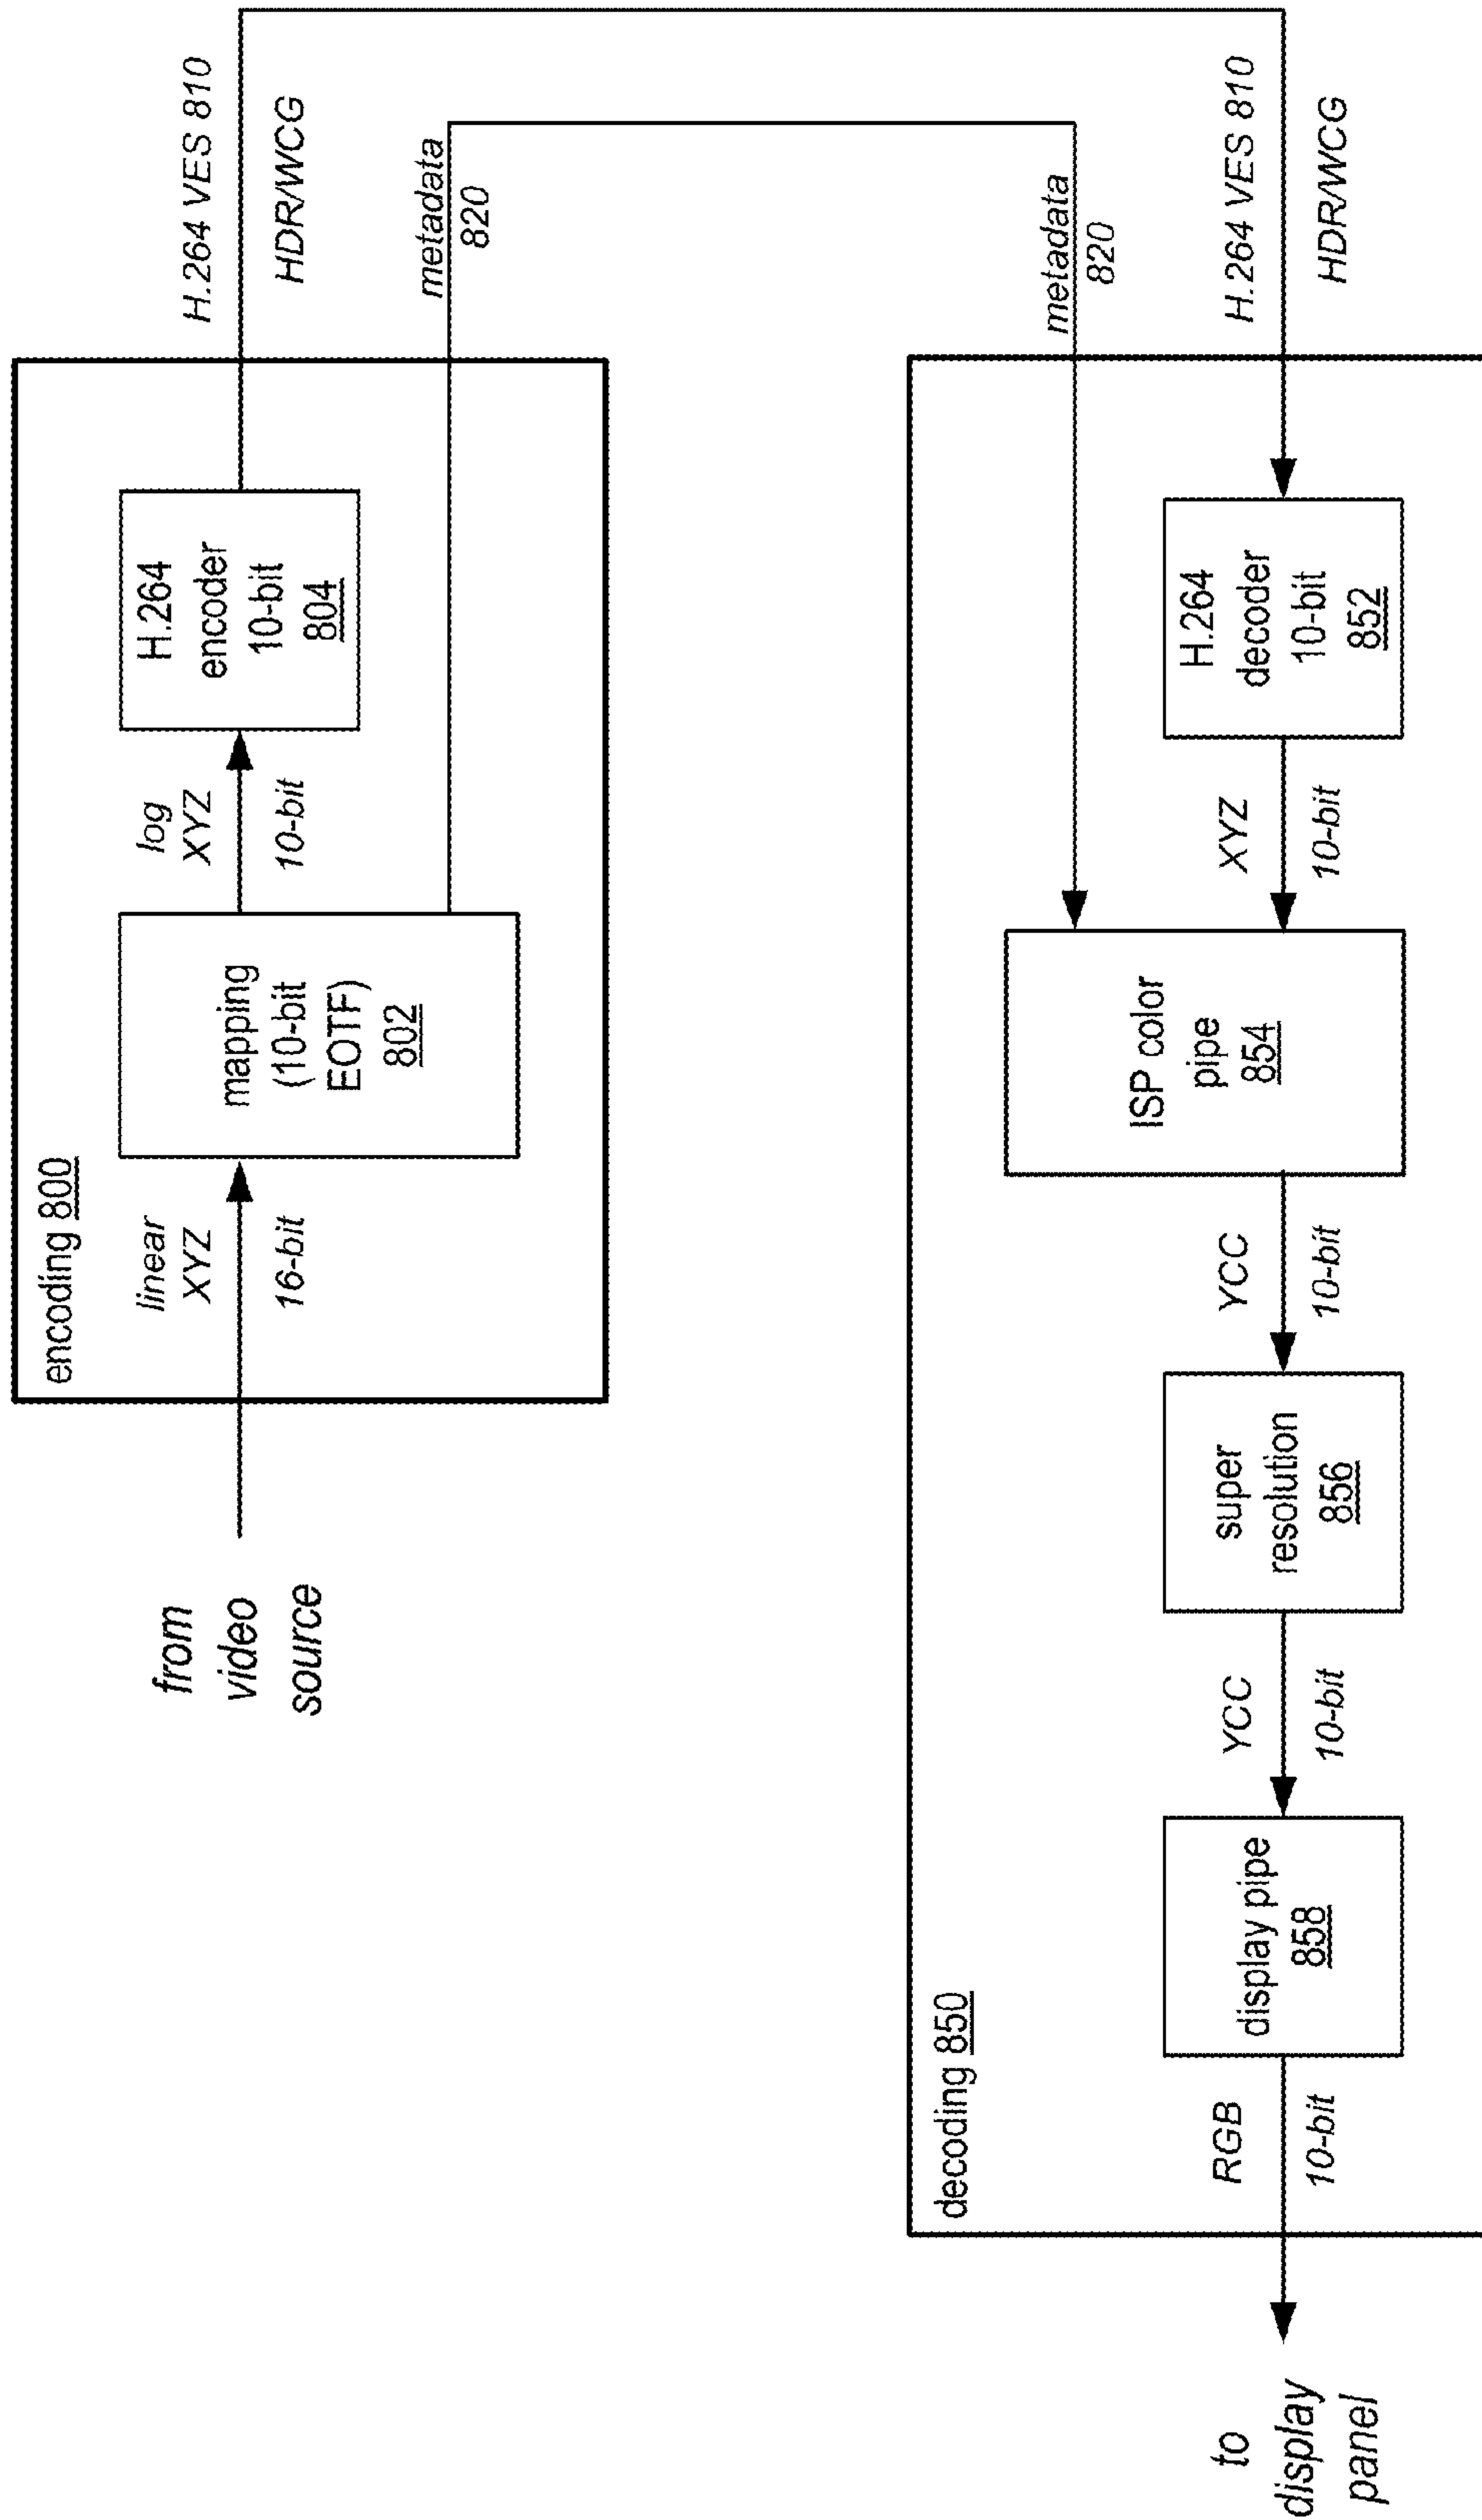 encoding 800
from
video
source
linear
XYZ
16-bit
mapping
(10-bit
EOTF)
802
log
XYZ
10-bit
H.264
encoder
10-bit
804
H.264 VES 810
HDR/WCG
metadata
820
metadata
820
H.264 VES 810
HDR/WCG
decoding 850
H.264
decoder
10-bit
852
XYZ
10-bit
ISP color
pipe
854
YCC
10-bit
super
resolution
856
YCC
10-bit
display pipe
858
RGB
10-bit
to
display
panel